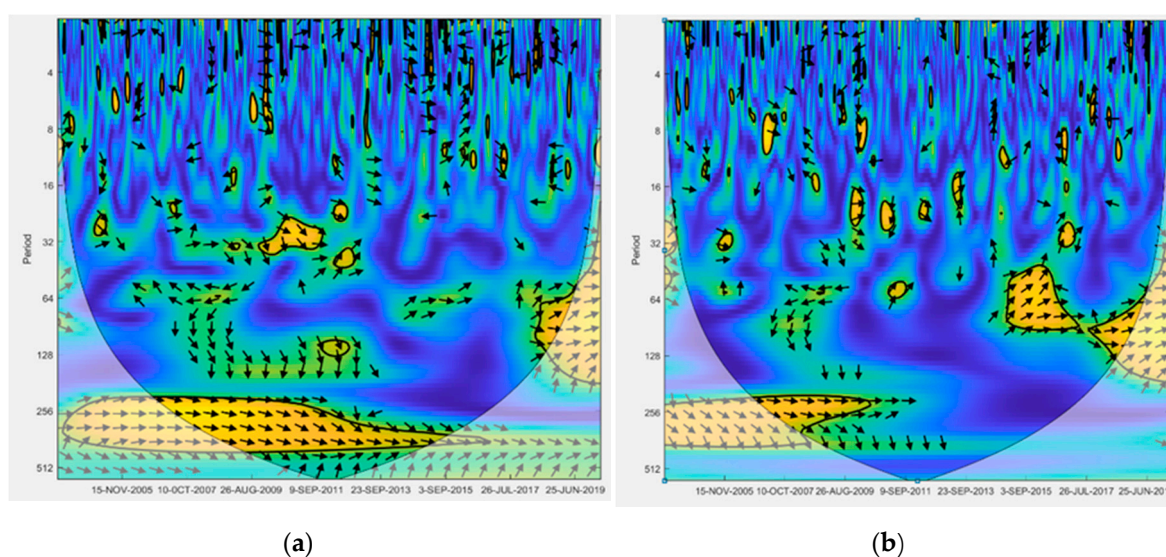 4
8
16
32
64
128
256
512
Period
15-NOV-2005 10-OCT-2007 26-AUG-2009 9-SEP-2011 23-SEP-2013 3-SEP-2015 26-JUL-2017 25-JUN-2019
(a)
4
8
16
32
64
128
256
512
Period
15-NOV-2005 10-OCT-2007 26-AUG-2009 9-SEP-2011 23-SEP-2013 3-SEP-2015 26-JUL-2017 25-JUN-201
(b)